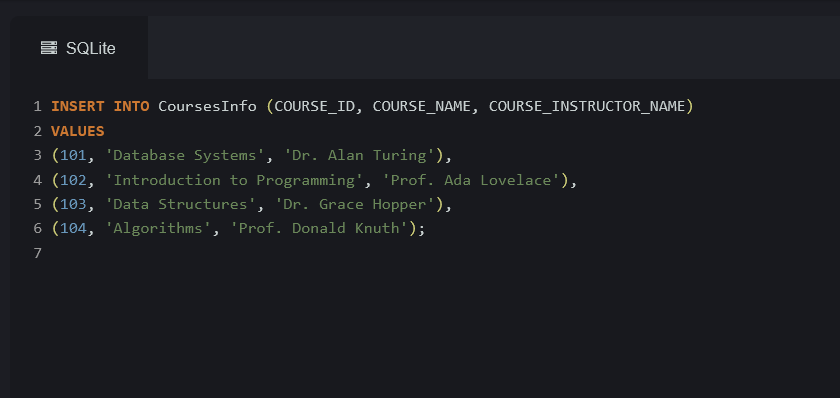 SQLite
1 INSERT INTO CoursesInfo (COURSE_ID, COURSE_NAME, COURSE_INSTRUCTOR_NAME)
2 VALUES
3 (101, 'Database Systems', 'Dr. Alan Turing'),
4 (102, 'Introduction to Programming', 'Prof. Ada Lovelace'),
5 (103, 'Data Structures', 'Dr. Grace Hopper'),
6 (104, 'Algorithms', 'Prof. Donald Knuth');
7